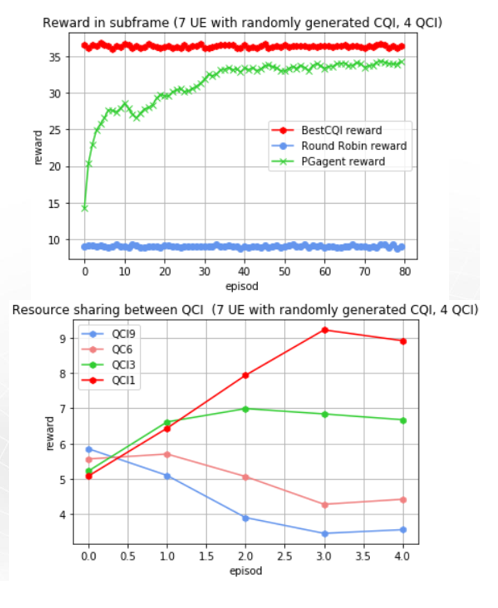 Reward in subframe (7 UE with randomly generated CQI, 4 QCI)
35
30
25
20
15
10
reward
BestCQI reward
Round Robin reward
PGagent reward
0 10 20 30 40 50 60 70 80
episod
Resource sharing between QCI (7 UE with randomly generated CQI, 4 QCI)
QCI9
QC6
QCI3
QCI1
9
8
7
6
5
4
reward
0.0 0.5 1.0 1.5 2.0 2.5 3.0 3.5 4.0
episod